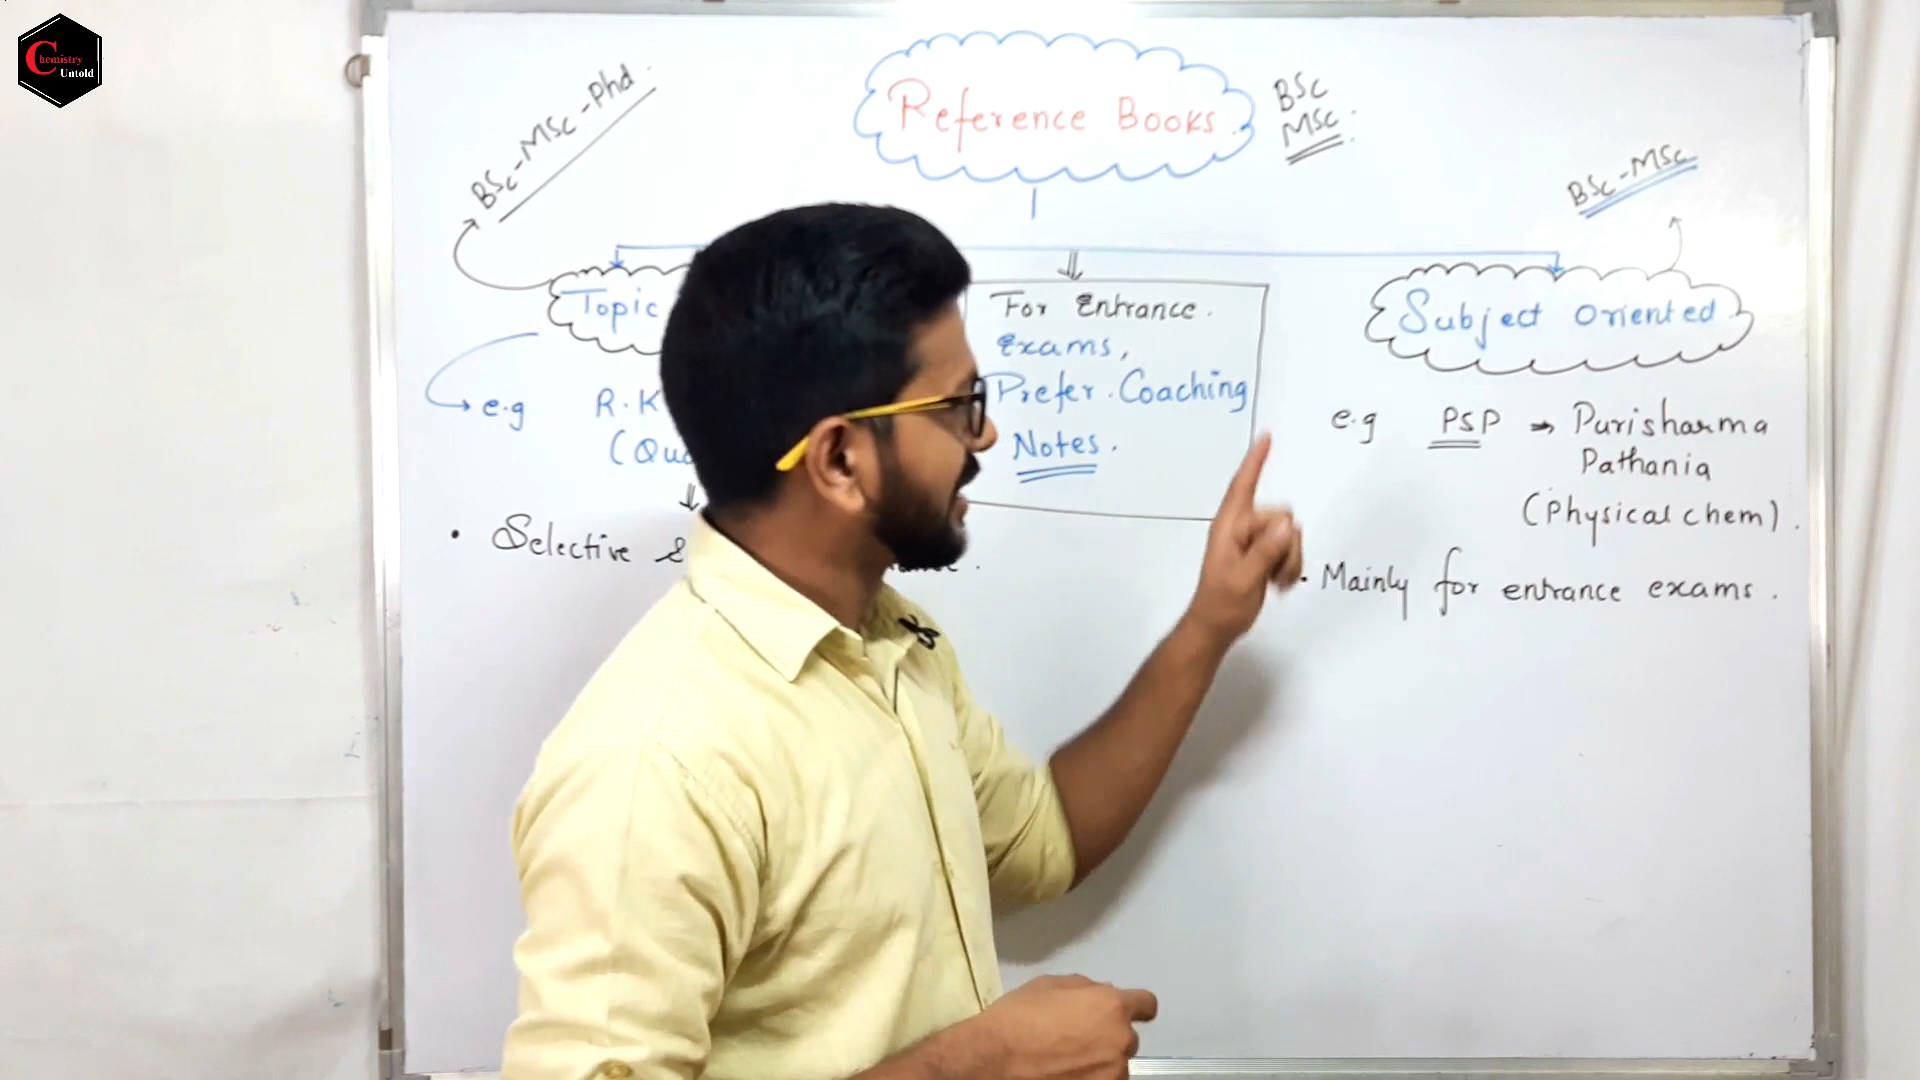 Chemistry
Untold
BSc-MSc-Phd.
Reference Books.
BSc
MSc.
BSc-MSc
Topic
For Entrance.
Exams,
Prefer. Coaching
Notes.
Subject Oriented
e.g R.K
e.g PSP → Purisharma
Pathania
(Physical chem).
• Selective &
• Mainly for entrance exams.